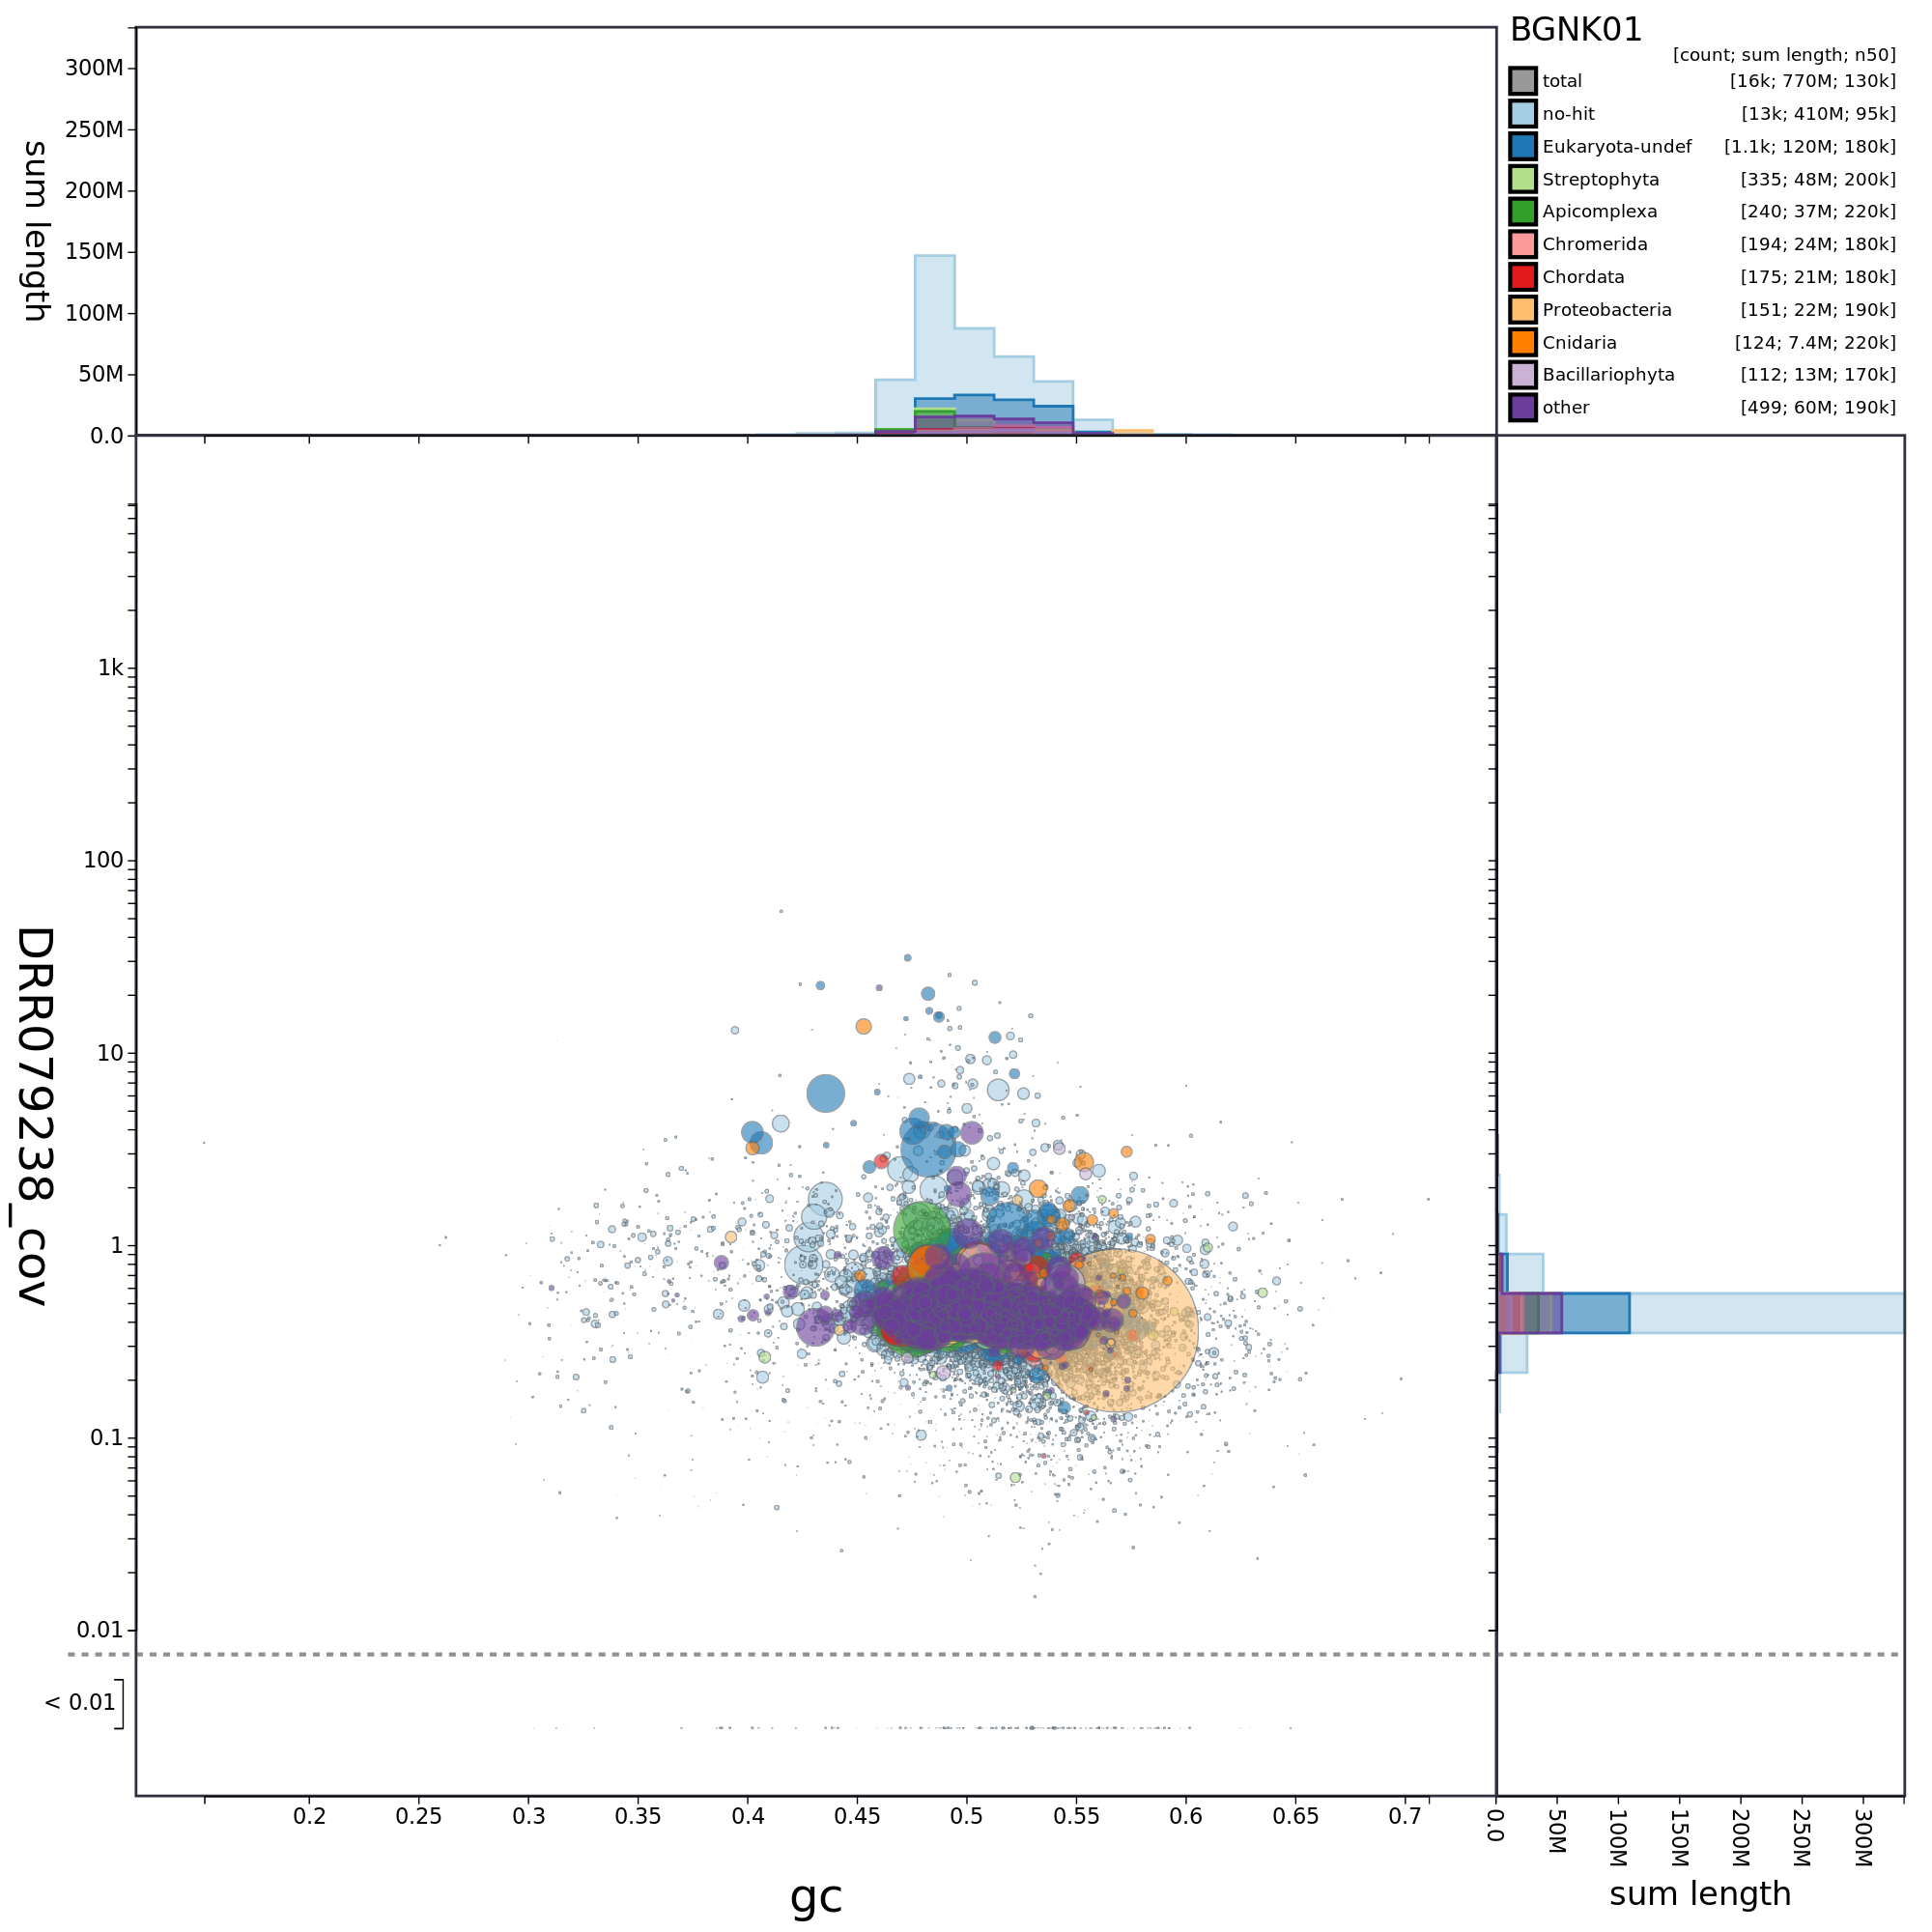 BGNK01
[count; sum length; n50]
total [16k; 770M; 130k]
no-hit [13k; 410M; 95k]
Eukaryota-undef [1.1k; 120M; 180k]
Streptophyta [335; 48M; 200k]
Apicomplexa [240; 37M; 220k]
Chromerida [194; 24M; 180k]
Chordata [175; 21M; 180k]
Proteobacteria [151; 22M; 190k]
Cnidaria [124; 7.4M; 220k]
Bacillariophyta [112; 13M; 170k]
other [499; 60M; 190k]
sum length
300M
250M
200M
150M
100M
50M
0.0
DRR079238_cov
1k
100
10
1
0.1
0.01
< 0.01
0.2 0.25 0.3 0.35 0.4 0.45 0.5 0.55 0.6 0.65 0.7
gc
0.0 50M 100M 150M 200M 250M 300M
sum length